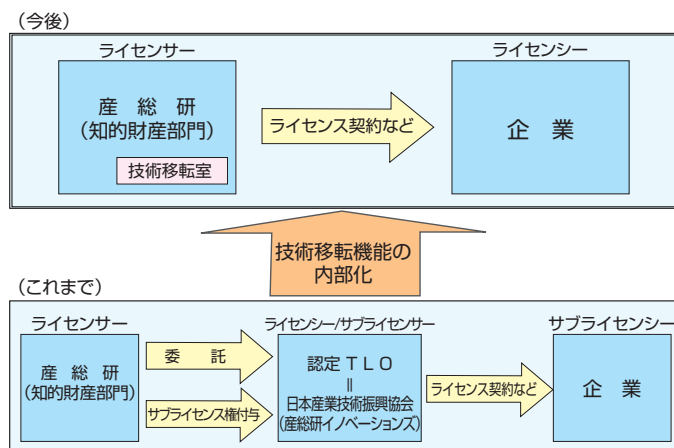 （今後）
ライセンサー
ライセンシー
産 総 研
（知的財産部門）
技術移転室
ライセンス契約など
企 業
技術移転機能の
内部化
（これまで）
ライセンサー
ライセンシー/サブライセンサー
サブライセンシー
産 総 研
（知的財産部門）
委 託
サブライセンス権付与
認定ＴＬＯ
||
日本産業技術振興協会
（産総研イノベーションズ）
ライセンス契約など
企 業